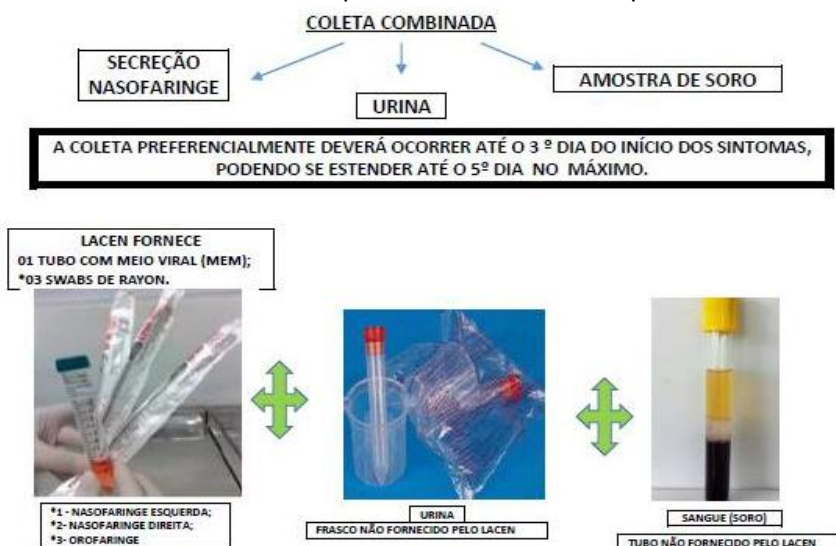 COLETA COMBINADA
SECREÇÃO
NASOFARINGE
URINA
AMOSTRA DE SORO
A COLETA PREFERENCIALMENTE DEVERÁ OCORRER ATÉ O 3 º DIA DO INÍCIO DOS SINTOMAS,
PODENDO SE ESTENDER ATÉ O 5º DIA NO MÁXIMO.
LACEN FORNECE
01 TUBO COM MEIO VIRAL (MEM);
*03 SWABS DE RAYON.
*1 - NASOFARINGE ESQUERDA;
*2- NASOFARINGE DIREITA;
*3- OROFARINGE
URINA
FRASCO NÃO FORNECIDO PELO LACEN
SANGUE (SORO)
TUBO NÃO FORNECIDO PELO LACEN